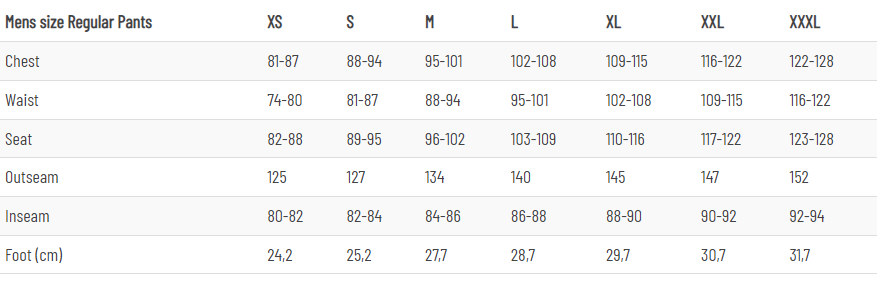 Mens size Regular Pants XS S M L XL XXL XXXL
Chest 81-87 88-94 95-101 102-108 109-115 116-122 122-128
Waist 74-80 81-87 88-94 95-101 102-108 109-115 116-122
Seat 82-88 89-95 96-102 103-109 110-116 117-122 123-128
Outseam 125 127 134 140 145 147 152
Inseam 80-82 82-84 84-86 86-88 88-90 90-92 92-94
Foot (cm) 24,2 25,2 27,7 28,7 29,7 30,7 31,7